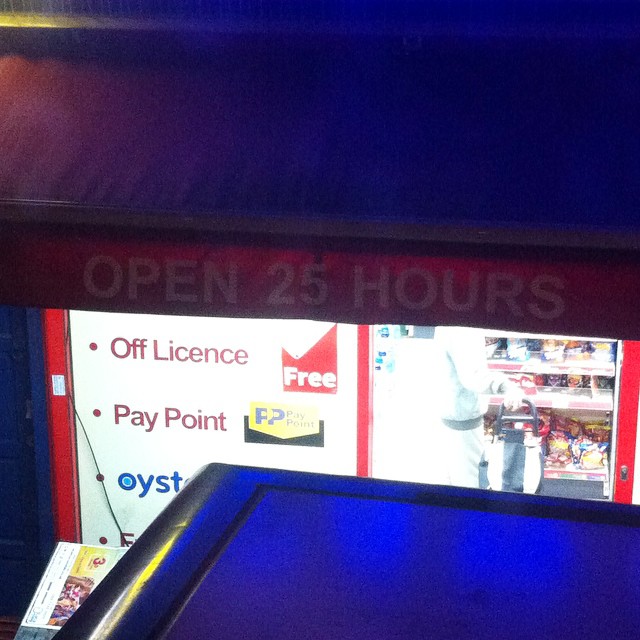 OPEN 25 HOURS
• Off Licence
Free
• Pay Point
PP Pay Point
• oyst
• F